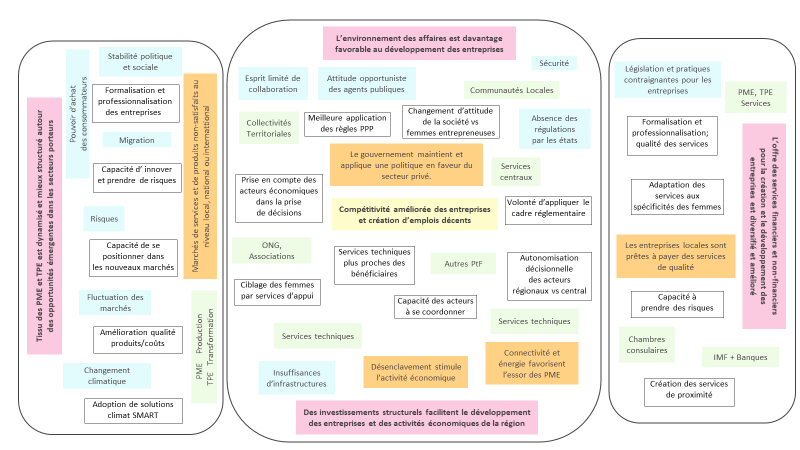 Tissu des PME et TPE est dynamisé et mieux structuré autour
des opportunités émergentes dans les secteurs porteurs
Pouvoir d'achat
des consommateurs
Stabilité politique
et sociale
Formalisation et
professionnalisation
des entreprises
Migration
Capacité d' innover
et prendre de risques
Risques
Capacité de se
positionner dans
les nouveaux marchés
Fluctuation des
marchés
Amélioration qualité
produits/coûts
Changement
climatique
Adoption de solutions
climat SMART
Marchés de services et de produits non-satisfaits au
niveau local, national ou international
PME Production
TPE Transformation
L'environnement des affaires est davantage
favorable au développement des entreprises
Sécurité
Esprit limité de
collaboration
Attitude opportuniste
des agents publiques
Communautés Locales
Collectivités
Territoriales
Meilleure application
des règles PPP
Changement d'attitude
de la société vs
femmes entrepreneuses
Absence des
régulations
par les états
Le gouvernement maintient et
applique une politique en faveur du
secteur privé.
Services
centraux
Prise en compte des
acteurs économiques
dans la prise
de décisions
Compétitivité améliorée des entreprises
et création d'emplois décents
Volonté d'appliquer le
cadre réglementaire
ONG,
Associations
Services techniques
plus proches des
bénéficiaires
Autres PtF
Autonomisation
décisionnelle
des acteurs
régionaux vs central
Ciblage des femmes
par services d'appui
Capacité des acteurs
à se coordonner
Services techniques
Services techniques
Insuffisances
d'infrastructures
Désenclavement stimule
l'activité économique
Connectivité et
énergie favorisent
l'essor des PME
Des investissements structurels facilitent le développement
des entreprises et des activités économiques de la région
Législation et pratiques
contraignantes pour les
entreprises
PME, TPE
Services
Formalisation et
professionnalisation;
qualité des services
Adaptation des
services aux
spécificités des femmes
Les entreprises locales sont
prêtes à payer des services
de qualité
Capacité à
prendre des risques
Chambres
consulaires
IMF + Banques
Création des services
de proximité
L'offre des services financiers et non-financiers
pour la création et le développement des
entreprises est diversifié et amélioré